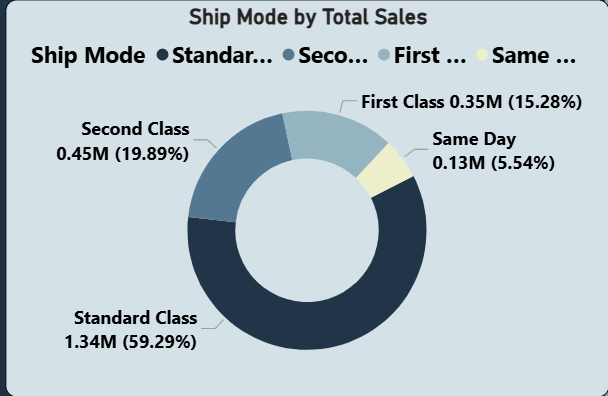 Ship Mode by Total Sales
Ship Mode Standar... Seco... First ... Same ...
First Class 0.35M (15.28%)
Second Class
0.45M (19.89%)
Same Day
0.13M (5.54%)
Standard Class
1.34M (59.29%)